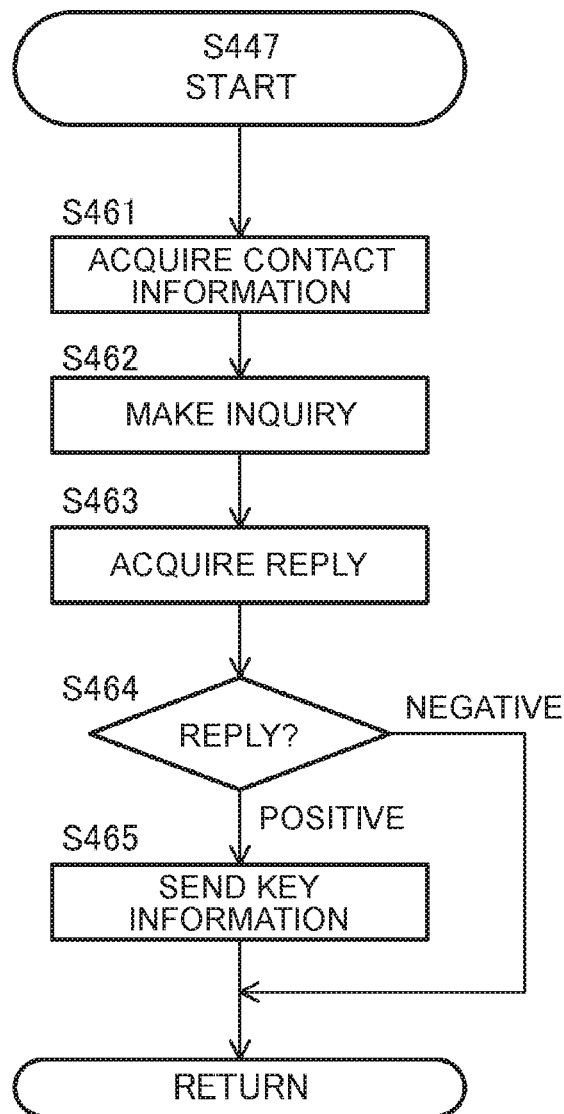 S447
START
S461
ACQUIRE CONTACT
INFORMATION
S462
MAKE INQUIRY
S463
ACQUIRE REPLY
S464
REPLY?
NEGATIVE
POSITIVE
S465
SEND KEY
INFORMATION
RETURN